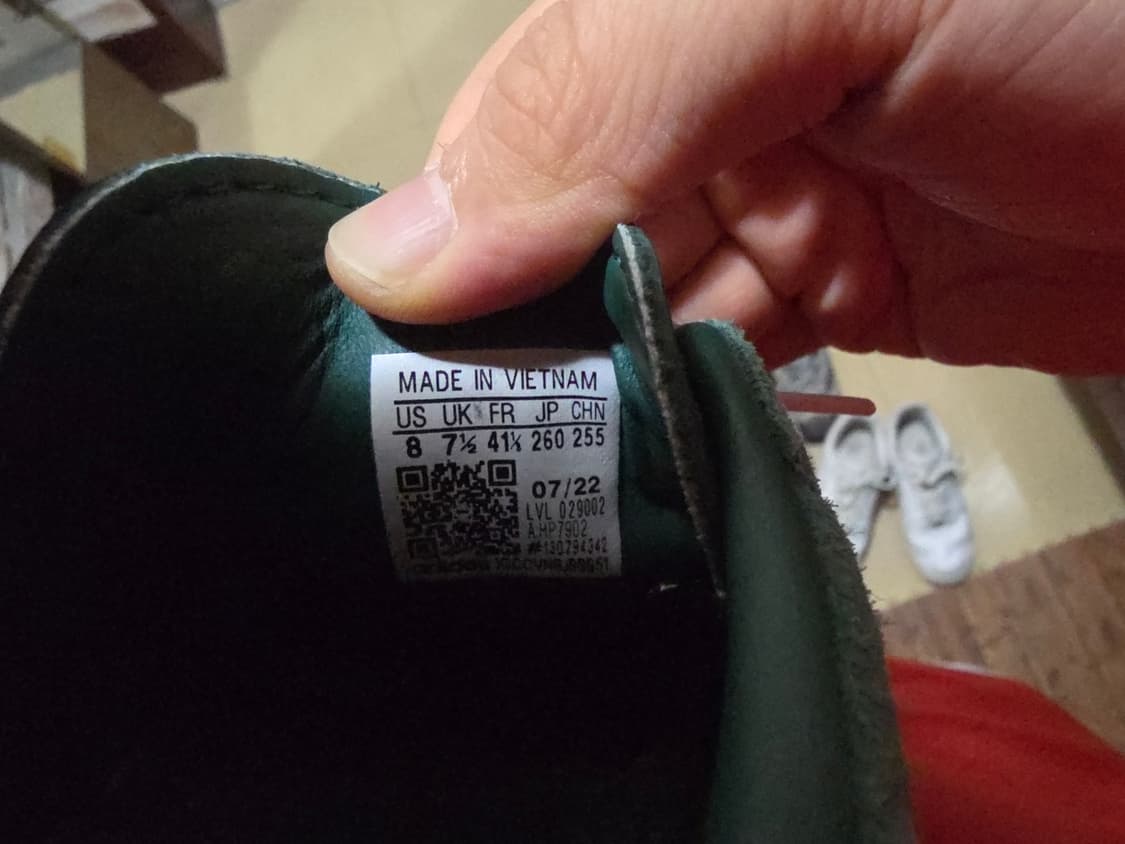 MADE IN VIETNAM
US UK FR JP CHN
8 7½ 41⅓ 260 255
07/22
LVL 029002
A HP7902